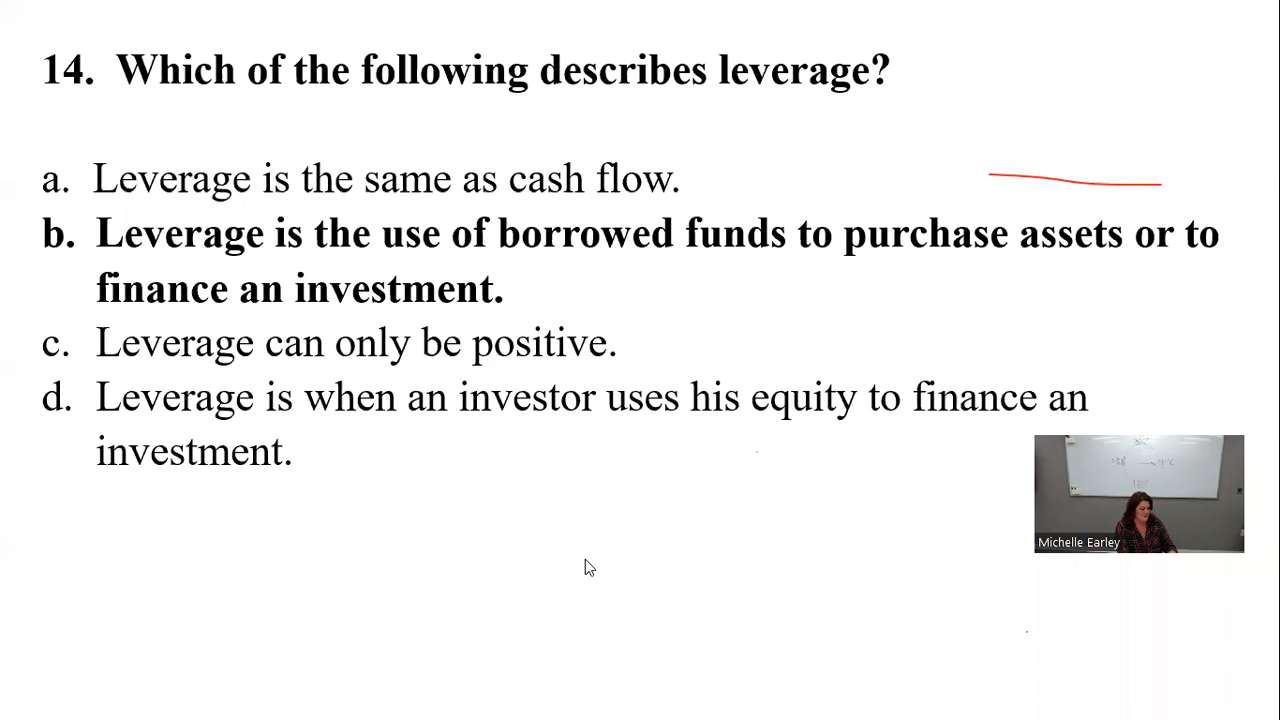 14. Which of the following describes leverage?
a. Leverage is the same as cash flow.
b. Leverage is the use of borrowed funds to purchase assets or to
finance an investment.
c. Leverage can only be positive.
d. Leverage is when an investor uses his equity to finance an
investment.
Michelle Earley